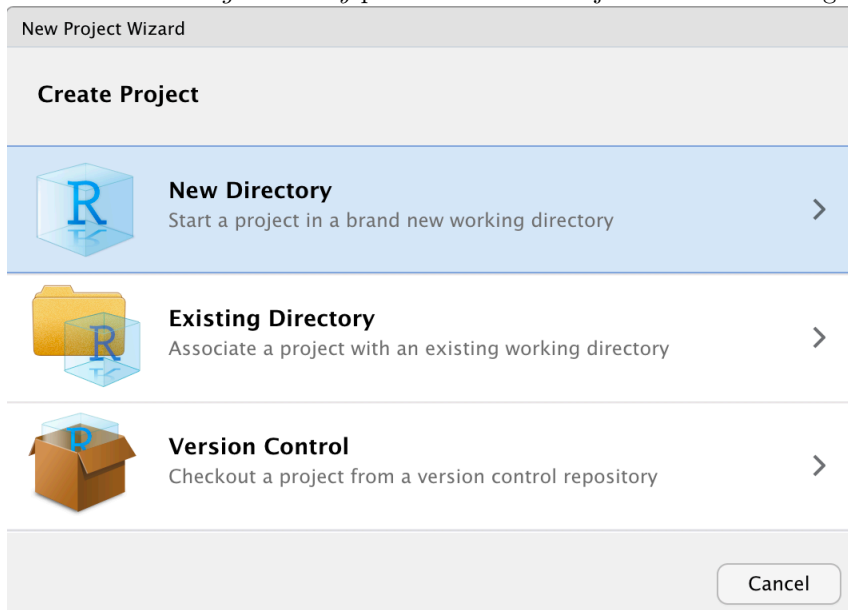 New Project Wizard
Create Project
R
New Directory
Start a project in a brand new working directory
R
Existing Directory
Associate a project with an existing working directory
R
Version Control
Checkout a project from a version control repository
Cancel